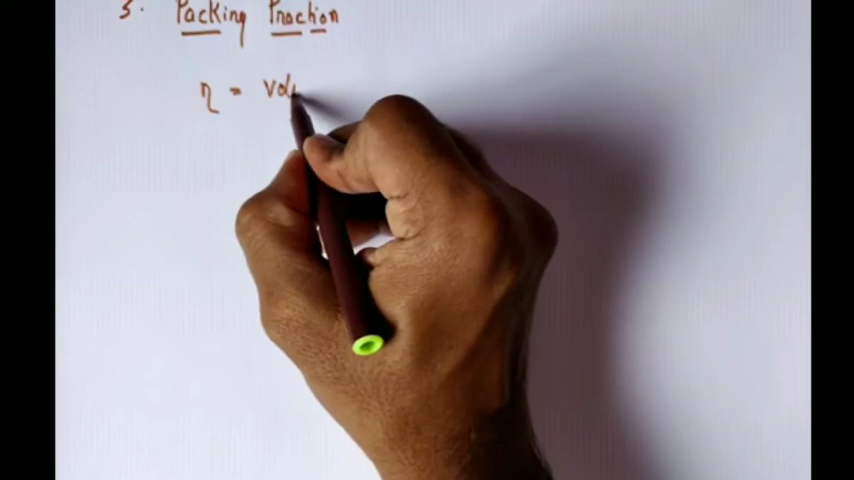 3. Packing Fraction
η = Vol